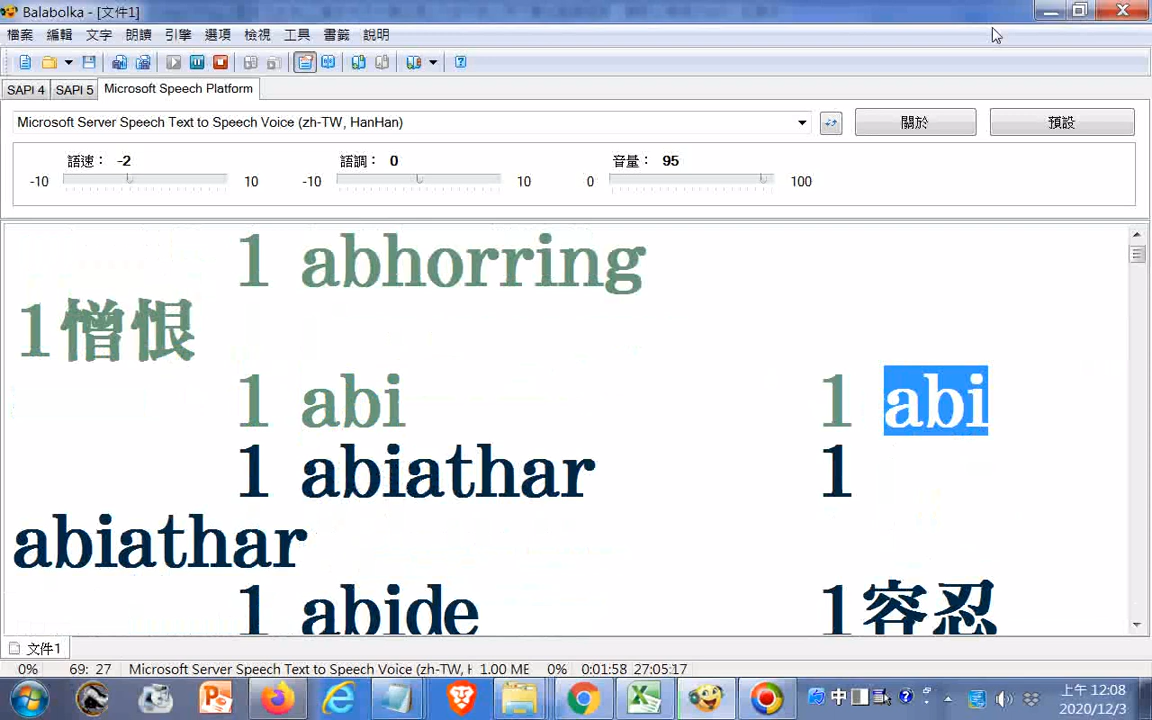 Balabolka - [文件1]
檔案 編輯 文字 朗讀 引擎 選項 檢視 工具 書籤 說明
SAPI 4 SAPI 5 Microsoft Speech Platform
Microsoft Server Speech Text to Speech Voice (zh-TW, HanHan) 關於 預設
語速： -2 語調： 0 音量： 95
-10 10 -10 10 0 100
1 abhorring
1憎恨
1 abi 1 abi
1 abiathar 1
abiathar
1 abide 1容忍
文件1
0% 69: 27 Microsoft Server Speech Text to Speech Voice (zh-TW, H 1.00 ME 0% 0:01:58 27:05:17
中 上午 12:08
2020/12/3